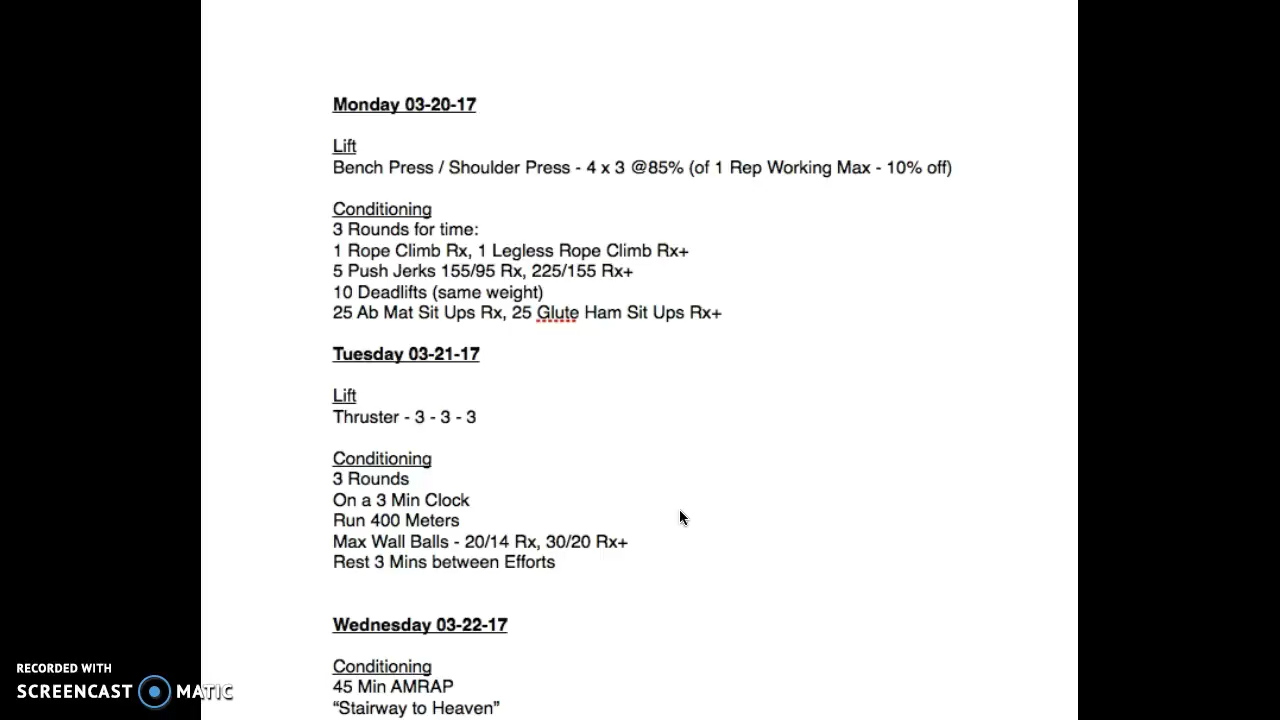 Monday 03-20-17
Lift
Bench Press / Shoulder Press - 4 x 3 @85% (of 1 Rep Working Max - 10% off)
Conditioning
3 Rounds for time:
1 Rope Climb Rx, 1 Legless Rope Climb Rx+
5 Push Jerks 155/95 Rx, 225/155 Rx+
10 Deadlifts (same weight)
25 Ab Mat Sit Ups Rx, 25 Glute Ham Sit Ups Rx+
Tuesday 03-21-17
Lift
Thruster - 3 - 3 - 3
Conditioning
3 Rounds
On a 3 Min Clock
Run 400 Meters
Max Wall Balls - 20/14 Rx, 30/20 Rx+
Rest 3 Mins between Efforts
Wednesday 03-22-17
Conditioning
45 Min AMRAP
“Stairway to Heaven”
RECORDED WITH
SCREENCAST MATIC